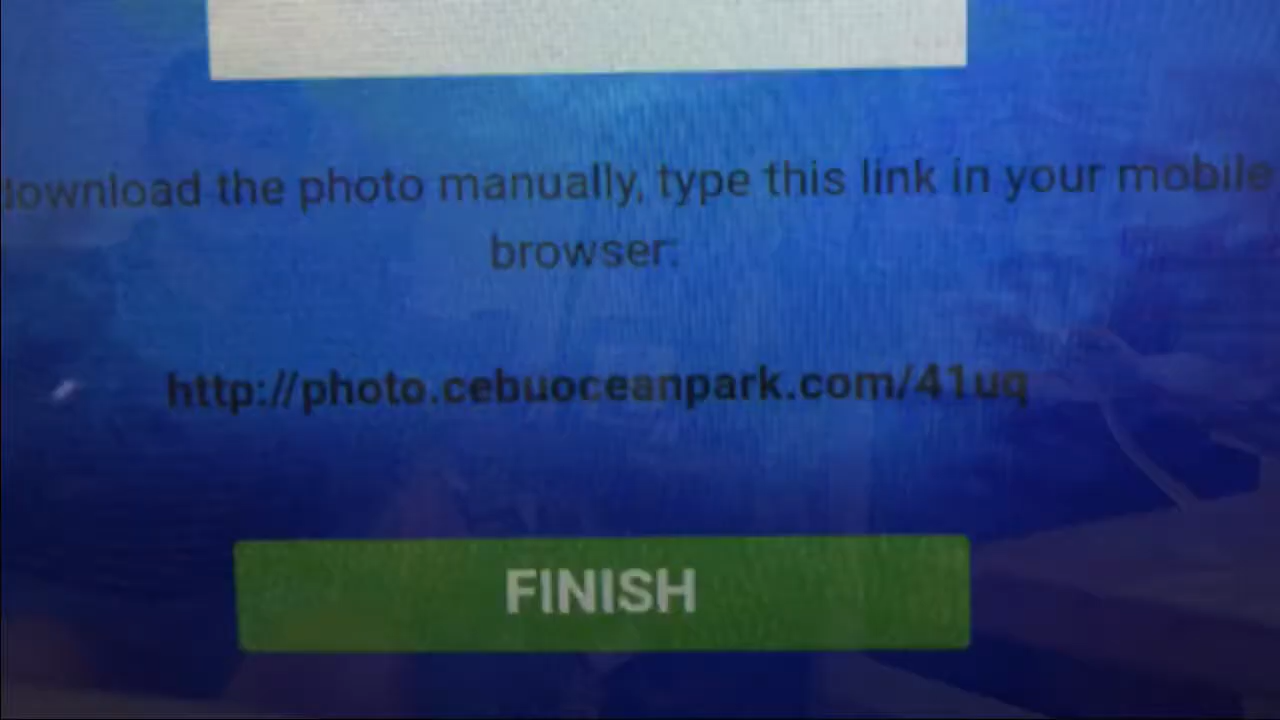 download the photo manually, type this link in your mobile
browser:
http://photo.cebuoceanpark.com/41uq
FINISH